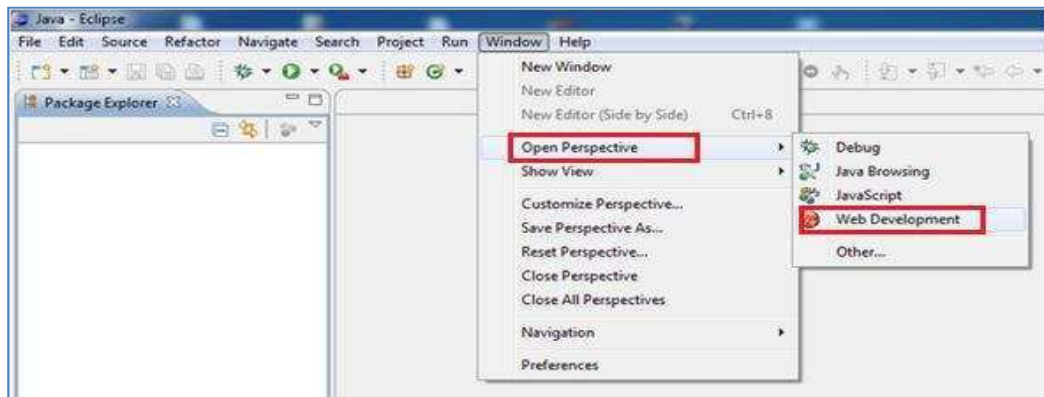 Java - Eclipse
File Edit Source Refactor Navigate Search Project Run Window Help
Package Explorer
New Window
New Editor
New Editor (Side by Side) Ctrl+8
Open Perspective
Show View
Customize Perspective...
Save Perspective As...
Reset Perspective...
Close Perspective
Close All Perspectives
Navigation
Preferences
Debug
Java Browsing
JavaScript
Web Development
Other...